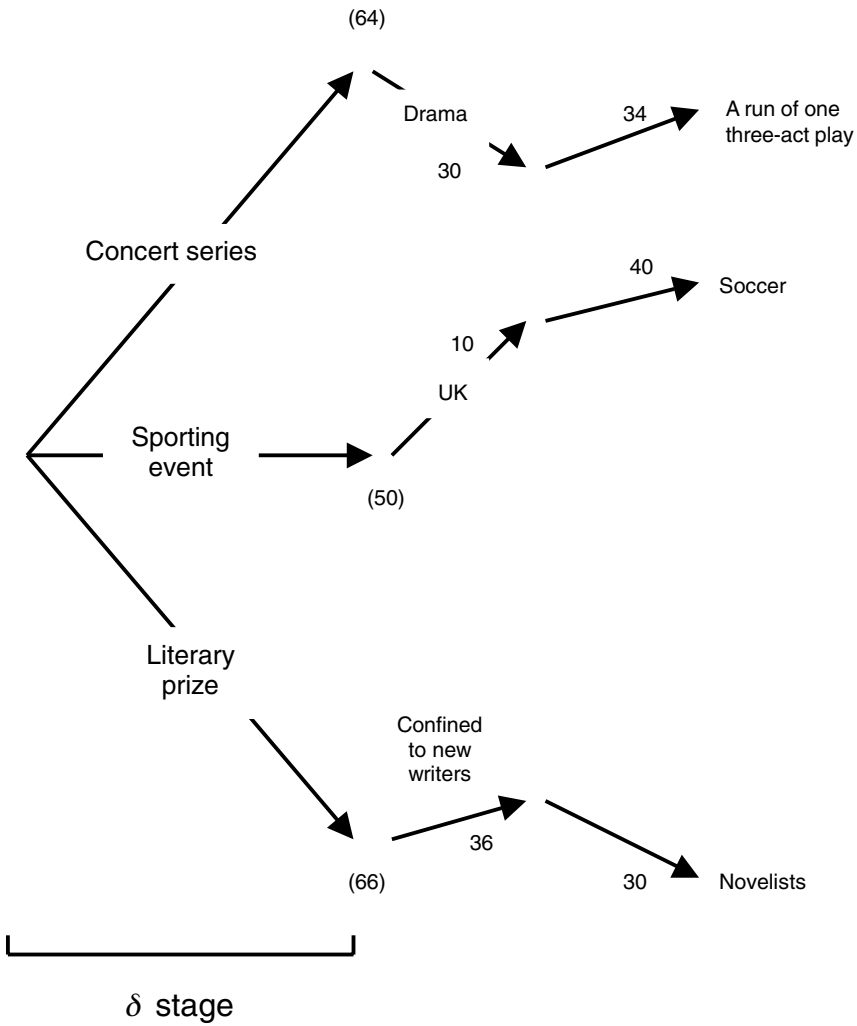 (64)
Drama
30
34
A run of one
three-act play
Concert series
40
Soccer
10
UK
Sporting
event
(50)
Literary
prize
Confined
to new
writers
36
(66)
30
Novelists
δ stage